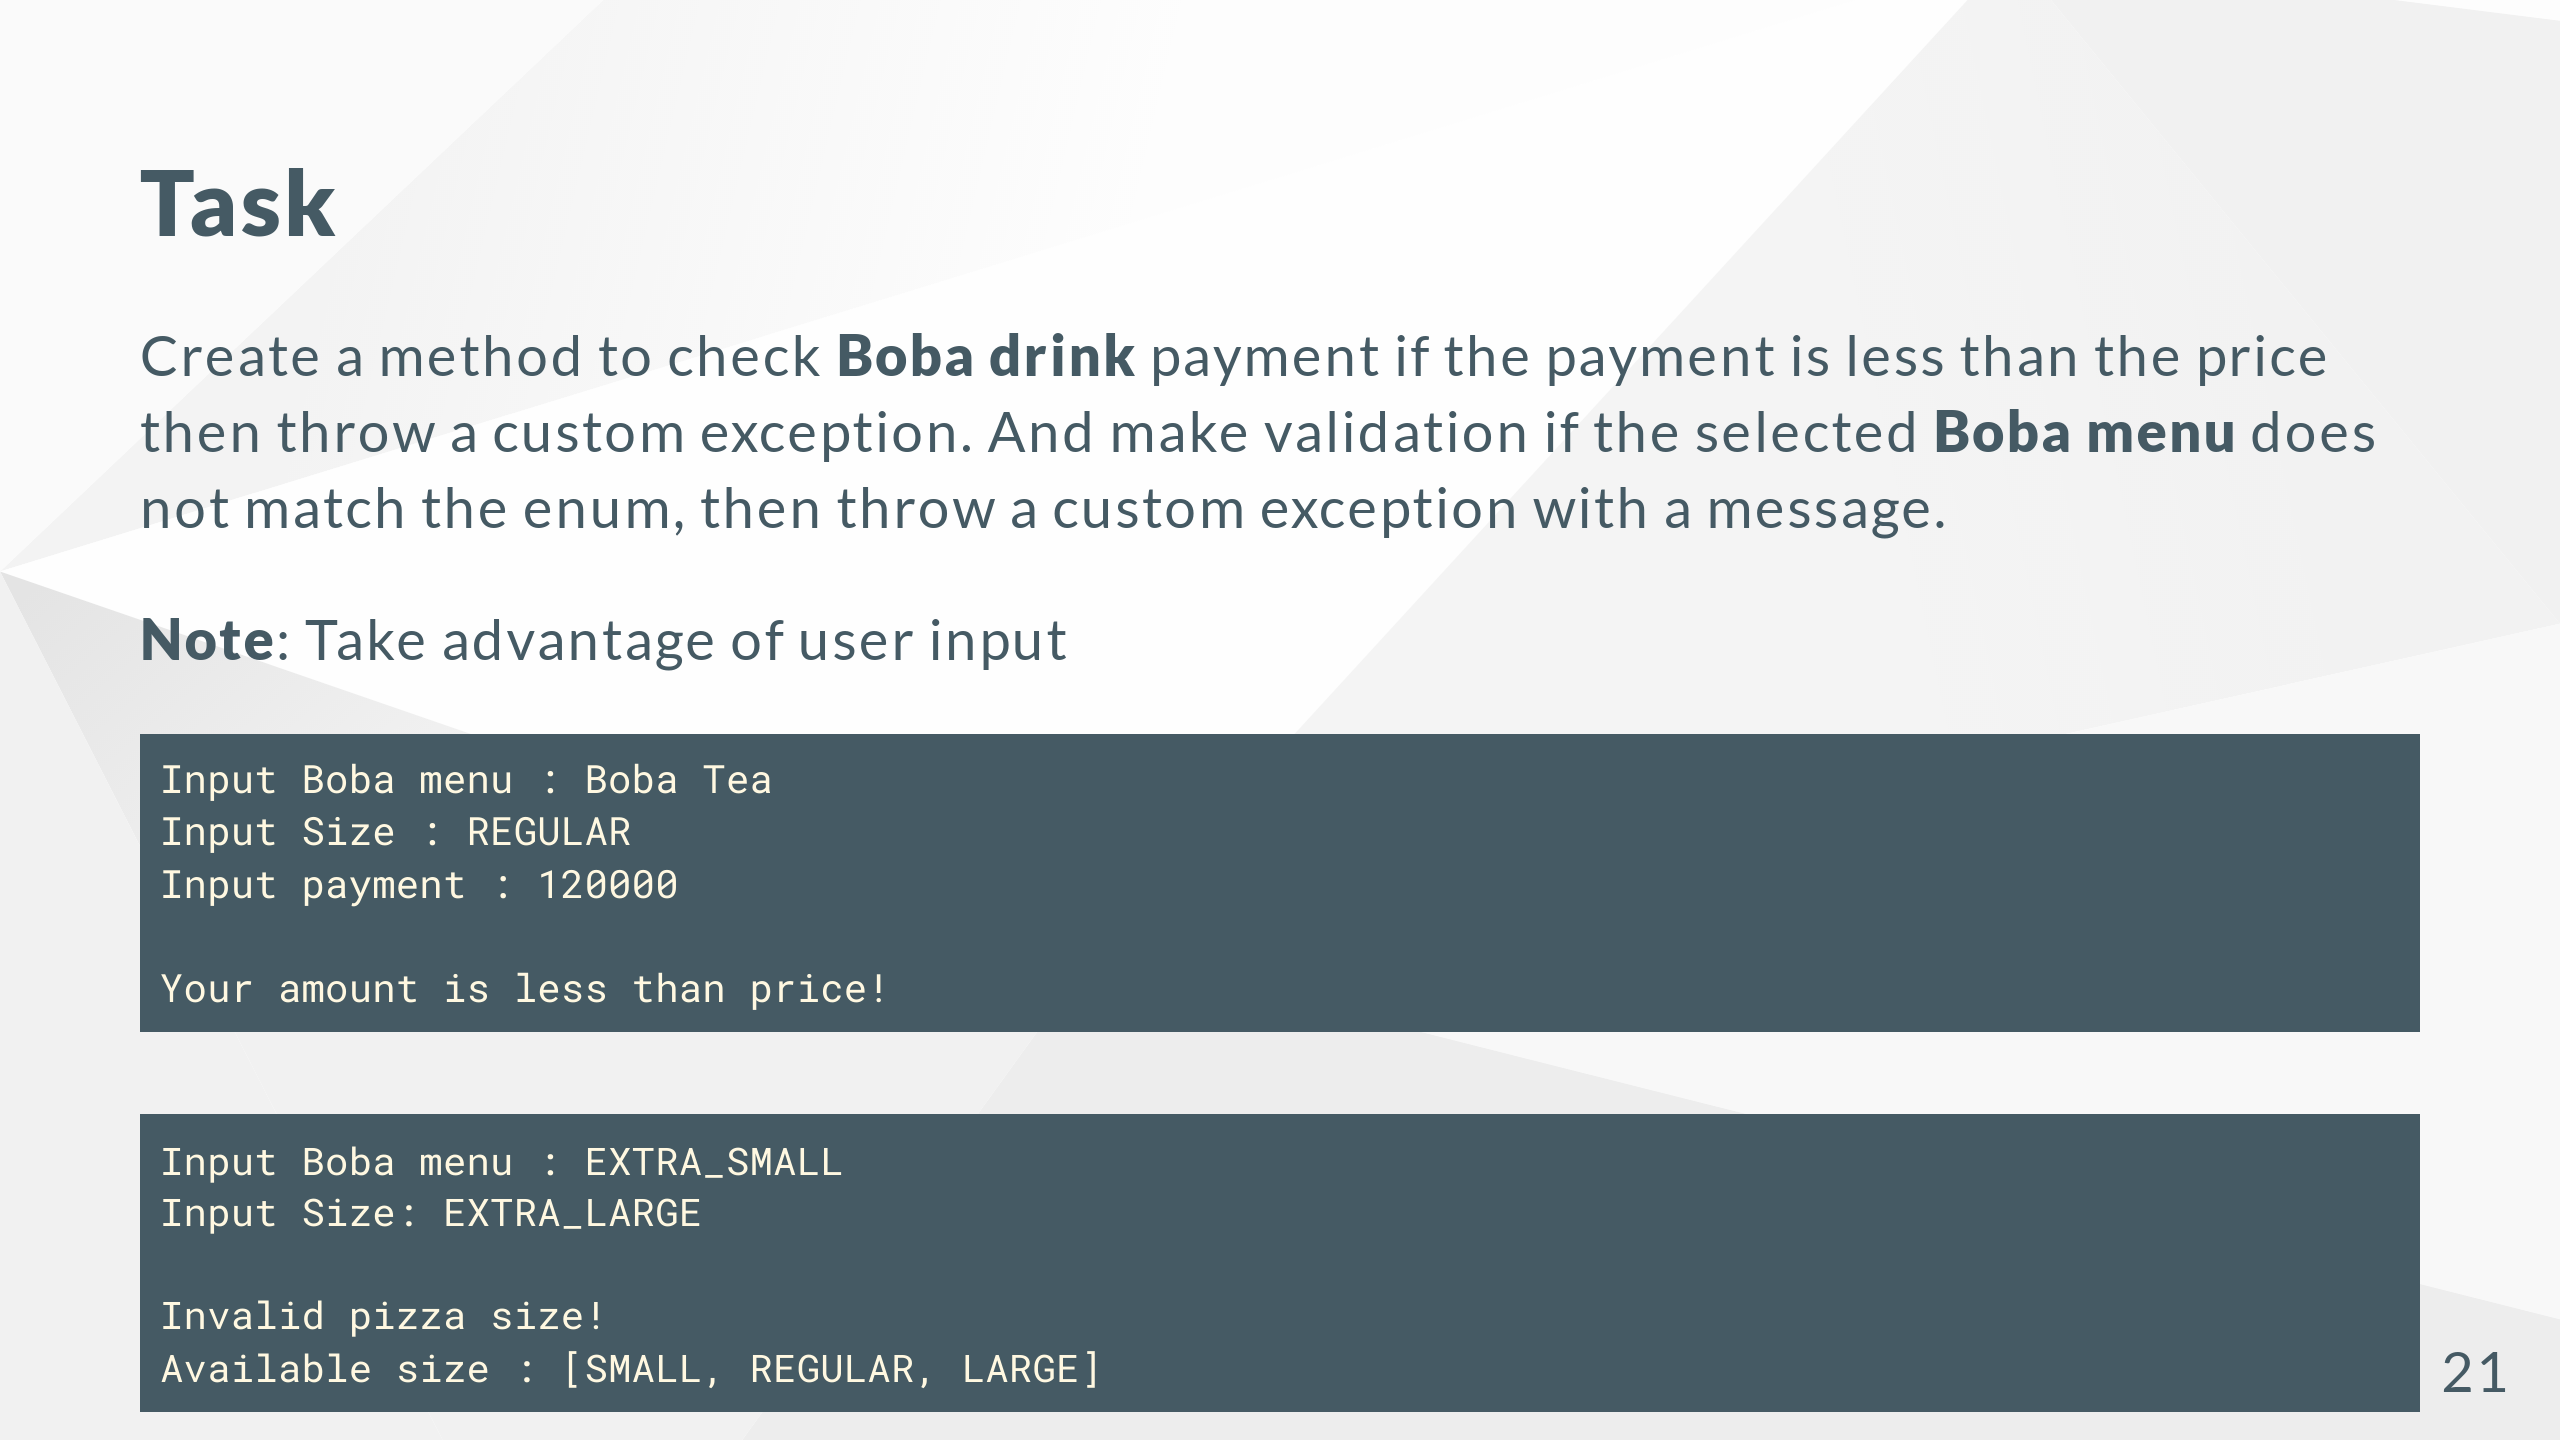 Task
Create a method to check Boba drink payment if the payment is less than the price
then throw a custom exception. And make validation if the selected Boba menu does
not match the enum, then throw a custom exception with a message.
Note: Take advantage of user input
Input Boba menu : Boba Tea
Input Size : REGULAR
Input payment : 120000
Your amount is less than price!
Input Boba menu : EXTRA_SMALL
Input Size: EXTRA_LARGE
Invalid pizza size!
Available size : [SMALL, REGULAR, LARGE]
21